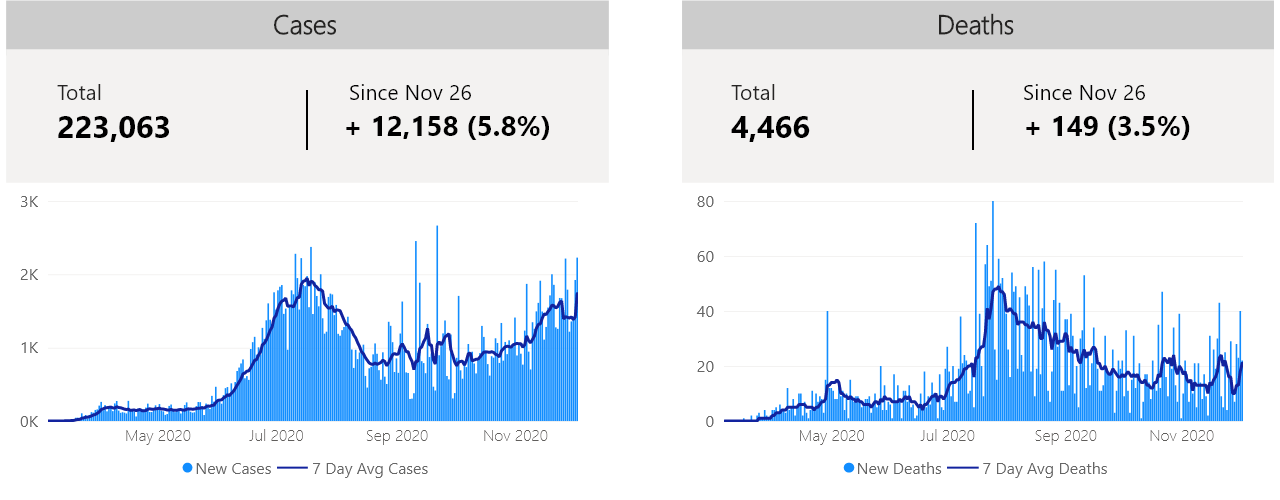 Cases
Total
223,063
Since Nov 26
+ 12,158 (5.8%)
3K
2K
1K
0K
May 2020
Jul 2020
Sep 2020
Nov 2020
New Cases
7 Day Avg Cases
Deaths
Total
4,466
Since Nov 26
+ 149 (3.5%)
80
60
40
20
0
May 2020
Jul 2020
Sep 2020
Nov 2020
New Deaths
7 Day Avg Deaths